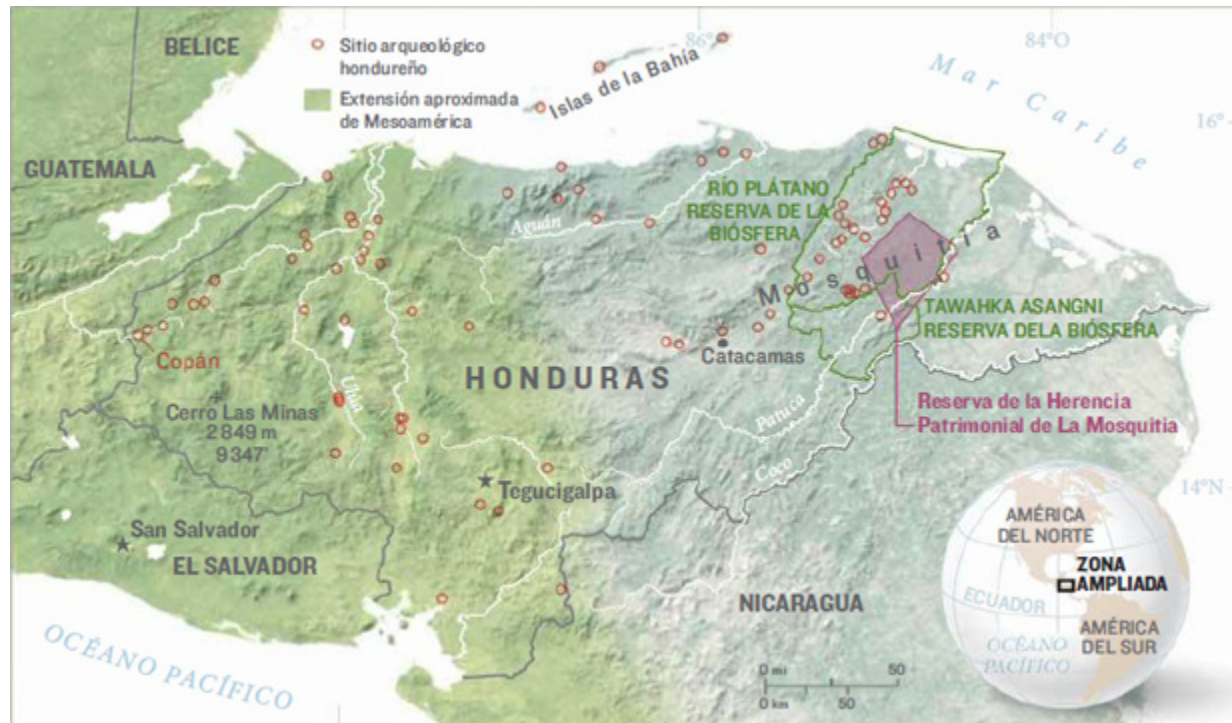 BELICE
Sitio arqueológico
hondureño
Extensión aproximada
de Mesoamérica
Islas de la Bahía
86°
84°O
Mar Caribe
16°
GUATEMALA
Aguán
RÍO PLÁTANO
RESERVA DE LA
BIÓSFERA
Mosquitia
TAWAHKA ASANGNI
RESERVA DELA BIÓSFERA
Copán
Catacamas
HONDURAS
Ulúa
Cerro Las Minas
2 849 m
9 347'
Patuca
Reserva de la Herencia
Patrimonial de La Mosquitia
Coco
Tegucigalpa
14°N
San Salvador
EL SALVADOR
NICARAGUA
OCÉANO PACÍFICO
0 mi 50
0 km 50
AMÉRICA
DEL NORTE
ZONA
AMPLIADA
ECUADOR
OCÉANO
PACÍFICO
AMÉRICA
DEL SUR